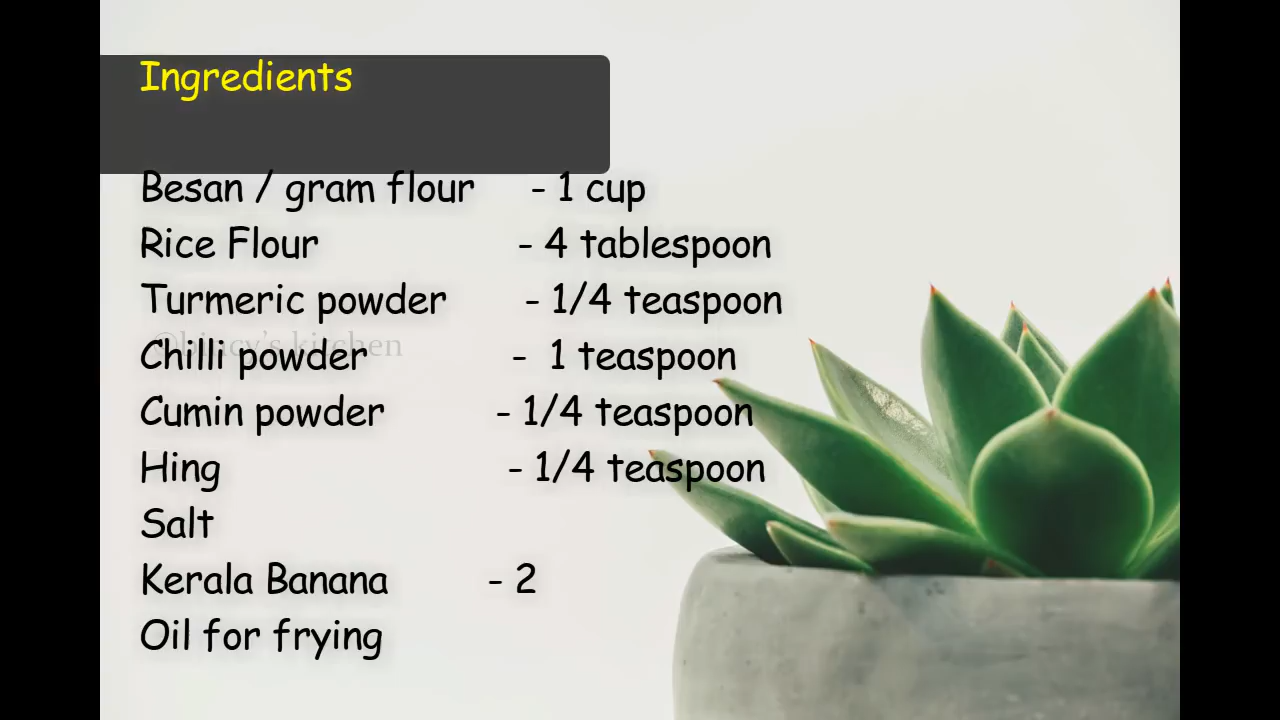 Ingredients
Besan / gram flour - 1 cup
Rice Flour - 4 tablespoon
Turmeric powder - 1/4 teaspoon
Chilli powder - 1 teaspoon
Cumin powder - 1/4 teaspoon
Hing - 1/4 teaspoon
Salt
Kerala Banana - 2
Oil for frying